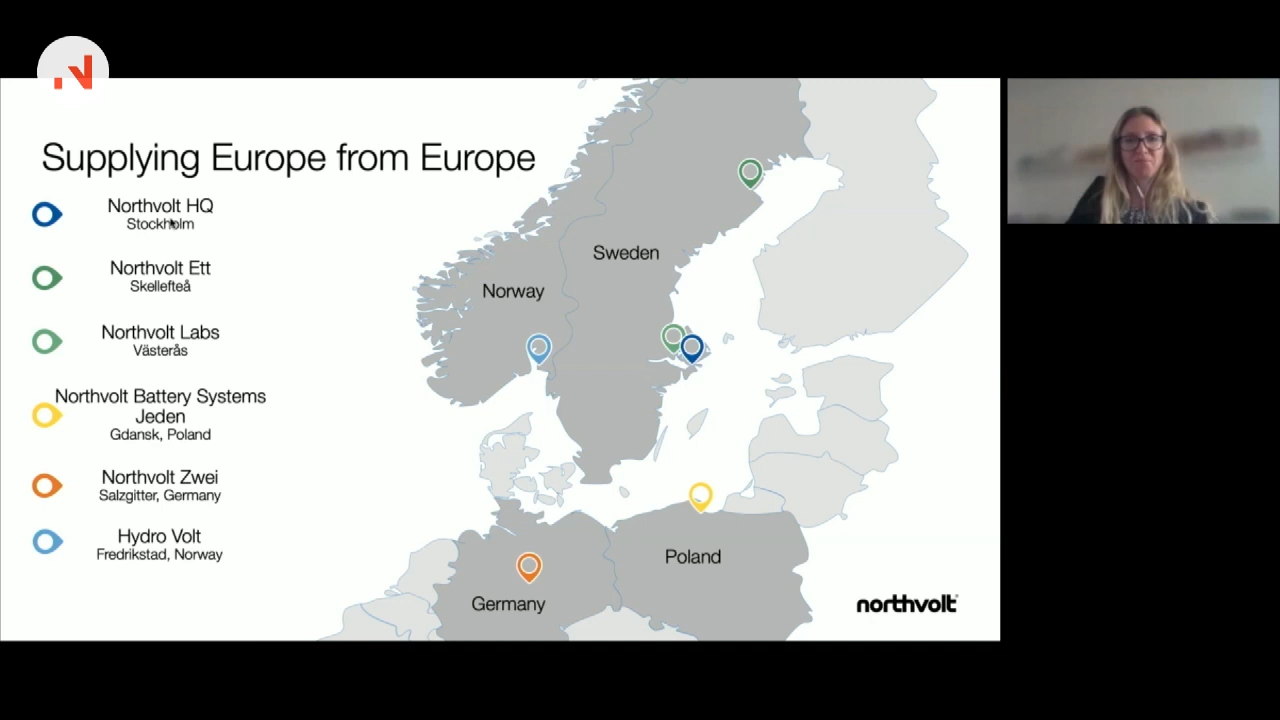 Supplying Europe from Europe
Northvolt HQ
Stockholm
Northvolt Ett
Skellefteå
Northvolt Labs
Västerås
Northvolt Battery Systems
Jeden
Gdansk, Poland
Northvolt Zwei
Salzgitter, Germany
Hydro Volt
Fredrikstad, Norway
Sweden
Norway
Poland
Germany
northvolt